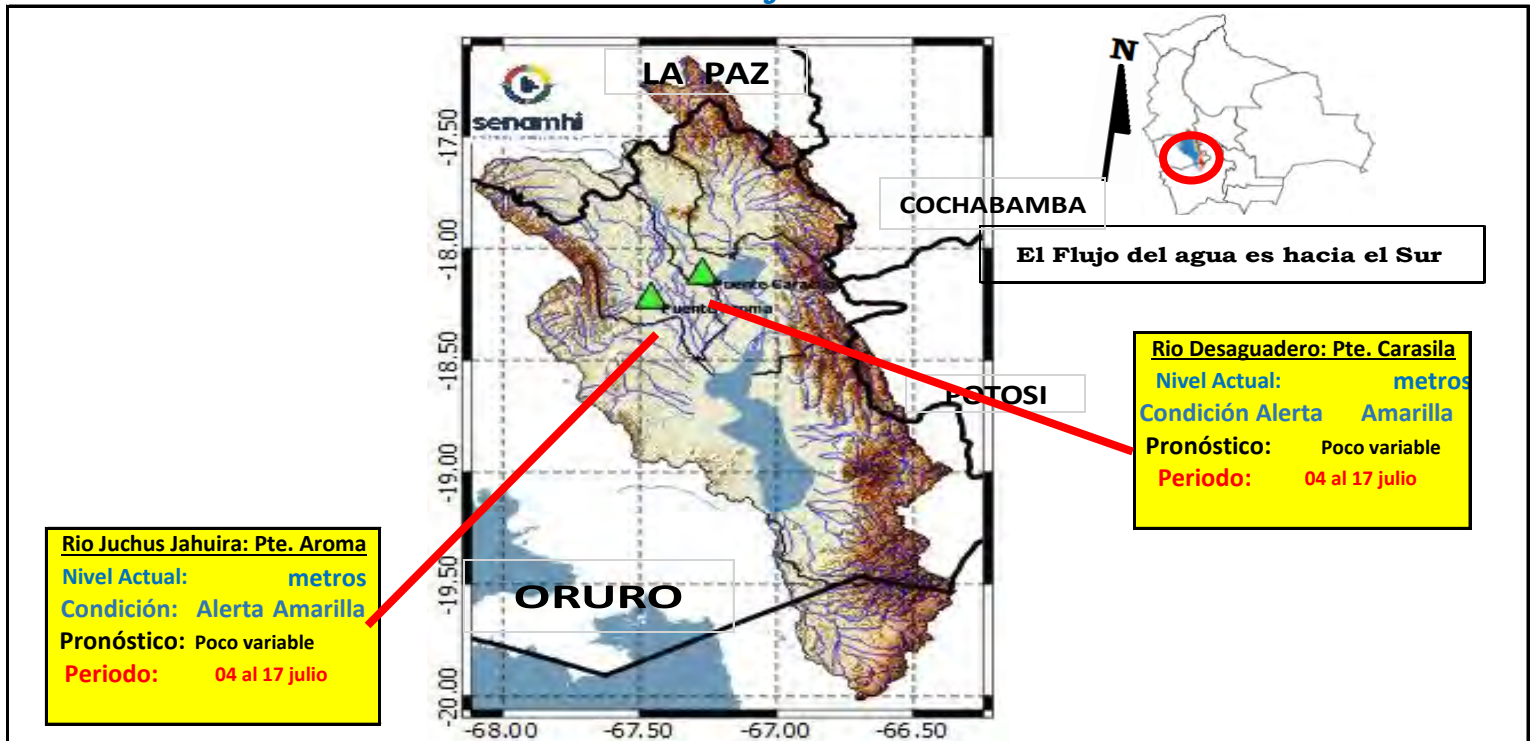 LA PAZ
senamhi
N
COCHABAMBA
El Flujo del agua es hacia el Sur
POTOSI
ORURO
Puente
Puente
Rio Desaguadero: Pte. Carasila
Nivel Actual: metros
Condición Alerta Amarilla
Pronóstico: Poco variable
Periodo: 04 al 17 julio
Rio Juchus Jahuira: Pte. Aroma
Nivel Actual: metros
Condición: Alerta Amarilla
Pronóstico: Poco variable
Periodo: 04 al 17 julio
-17.50
-18.00
-18.50
-19.00
-19.50
-20.00
-68.00 -67.50 -67.00 -66.50